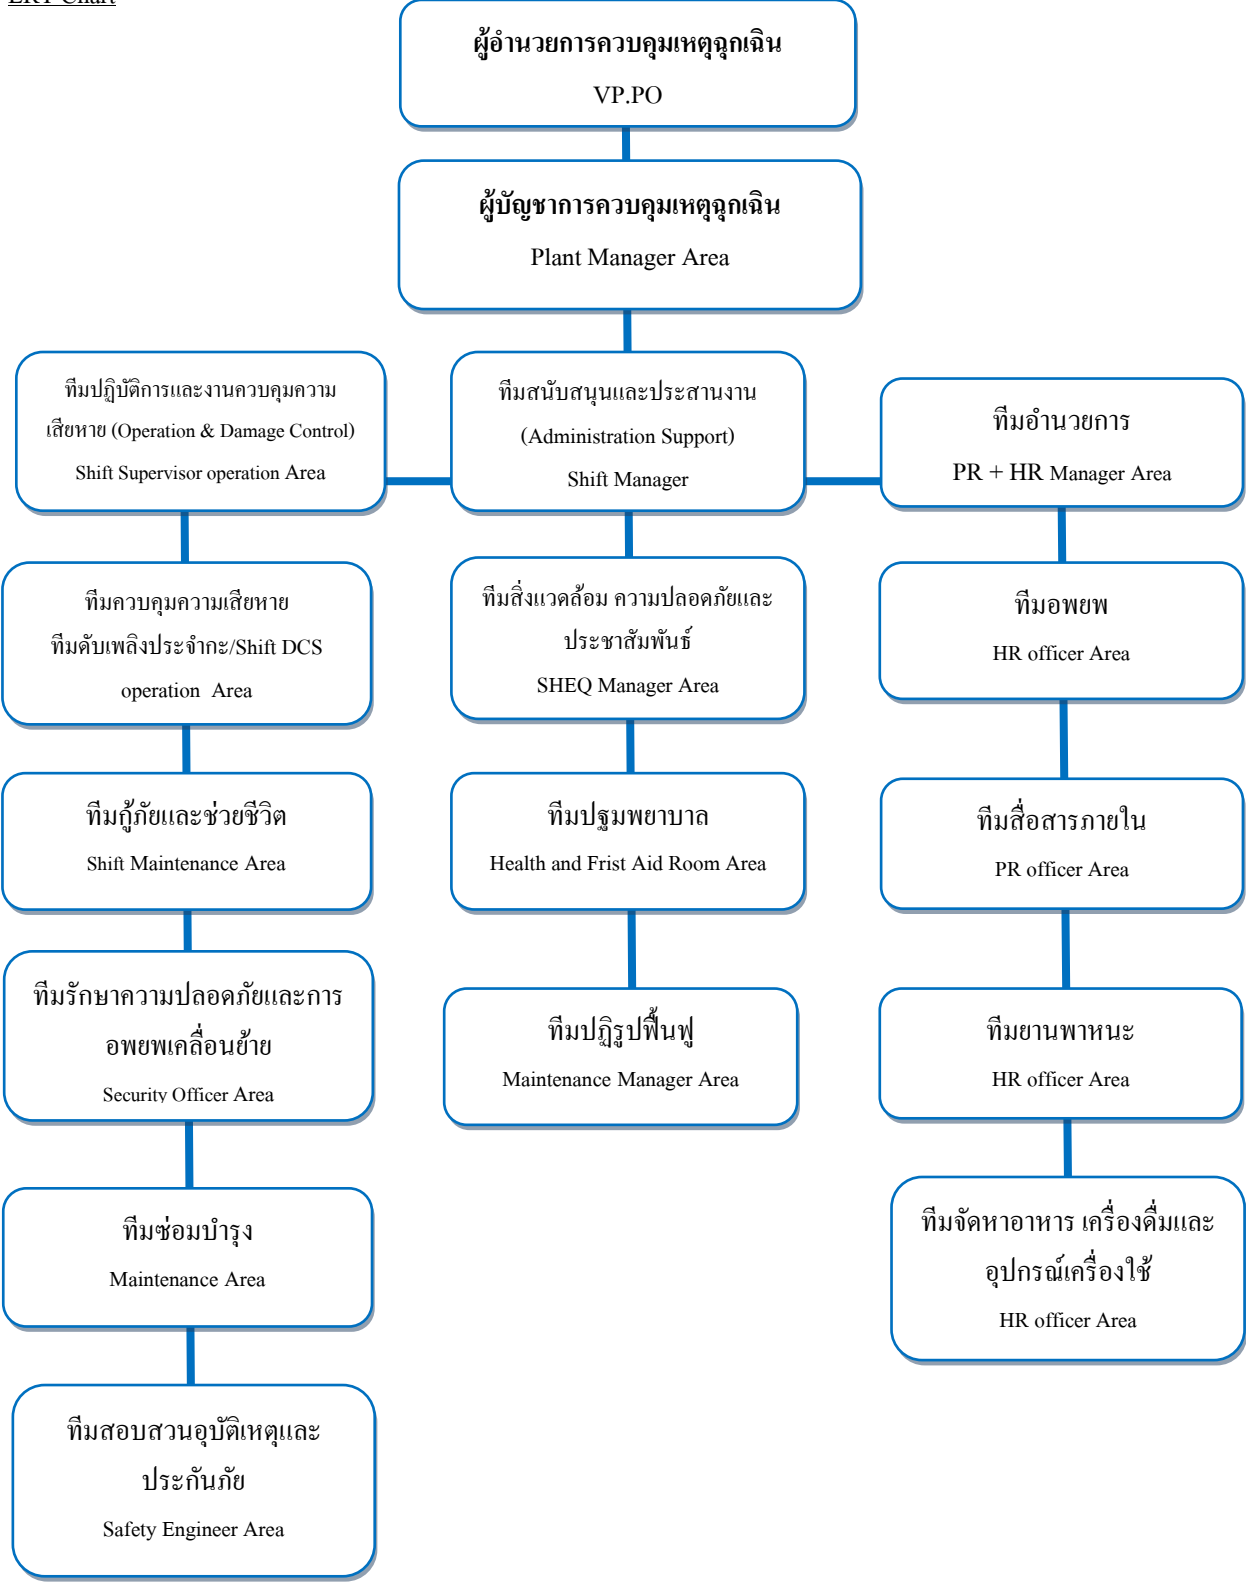 ERT Chart
ผู้อำนวยการควบคุมเหตุฉุกเฉิน
VP.PO
ผู้บัญชาการควบคุมเหตุฉุกเฉิน
Plant Manager Area
ทีมปฏิบัติการและงานควบคุมความ
เสียหาย (Operation & Damage Control)
Shift Supervisor operation Area
ทีมสนับสนุนและประสานงาน
(Administration Support)
Shift Manager
ทีมอำนวยการ
PR + HR Manager Area
ทีมควบคุมความเสียหาย
ทีมดับเพลิงประจำกะ/Shift DCS
operation Area
ทีมสิ่งแวดล้อม ความปลอดภัยและ
ประชาสัมพันธ์
SHEQ Manager Area
ทีมอพยพ
HR officer Area
ทีมกู้ภัยและช่วยชีวิต
Shift Maintenance Area
ทีมปฐมพยาบาล
Health and Frist Aid Room Area
ทีมสื่อสารภายใน
PR officer Area
ทีมรักษาความปลอดภัยและการ
อพยพเคลื่อนย้าย
Security Officer Area
ทีมปฏิรูปฟื้นฟู
Maintenance Manager Area
ทีมยานพาหนะ
HR officer Area
ทีมซ่อมบำรุง
Maintenance Area
ทีมจัดหาอาหาร เครื่องดื่มและ
อุปกรณ์เครื่องใช้
HR officer Area
ทีมสอบสวนอุบัติเหตุและ
ประกันภัย
Safety Engineer Area